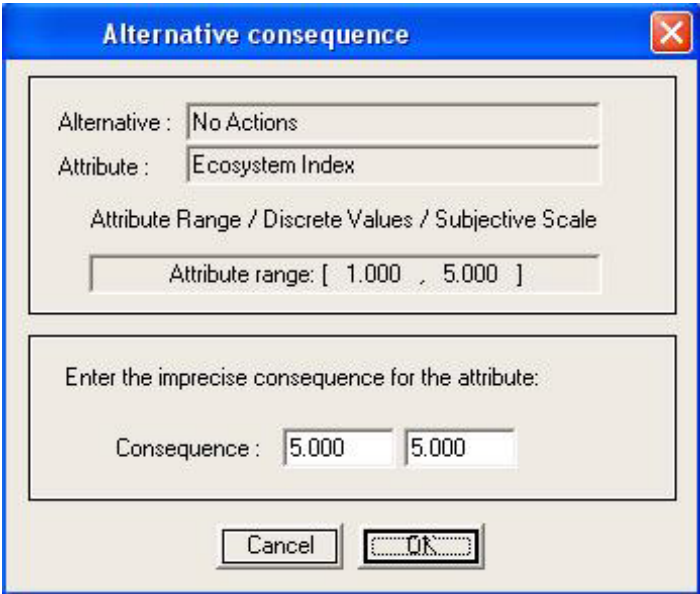 Alternative consequence
Alternative : No Actions
Attribute : Ecosystem Index
Attribute Range / Discrete Values / Subjective Scale
Attribute range: [ 1.000 , 5.000 ]
Enter the imprecise consequence for the attribute:
Consequence : 5.000 5.000
Cancel OK